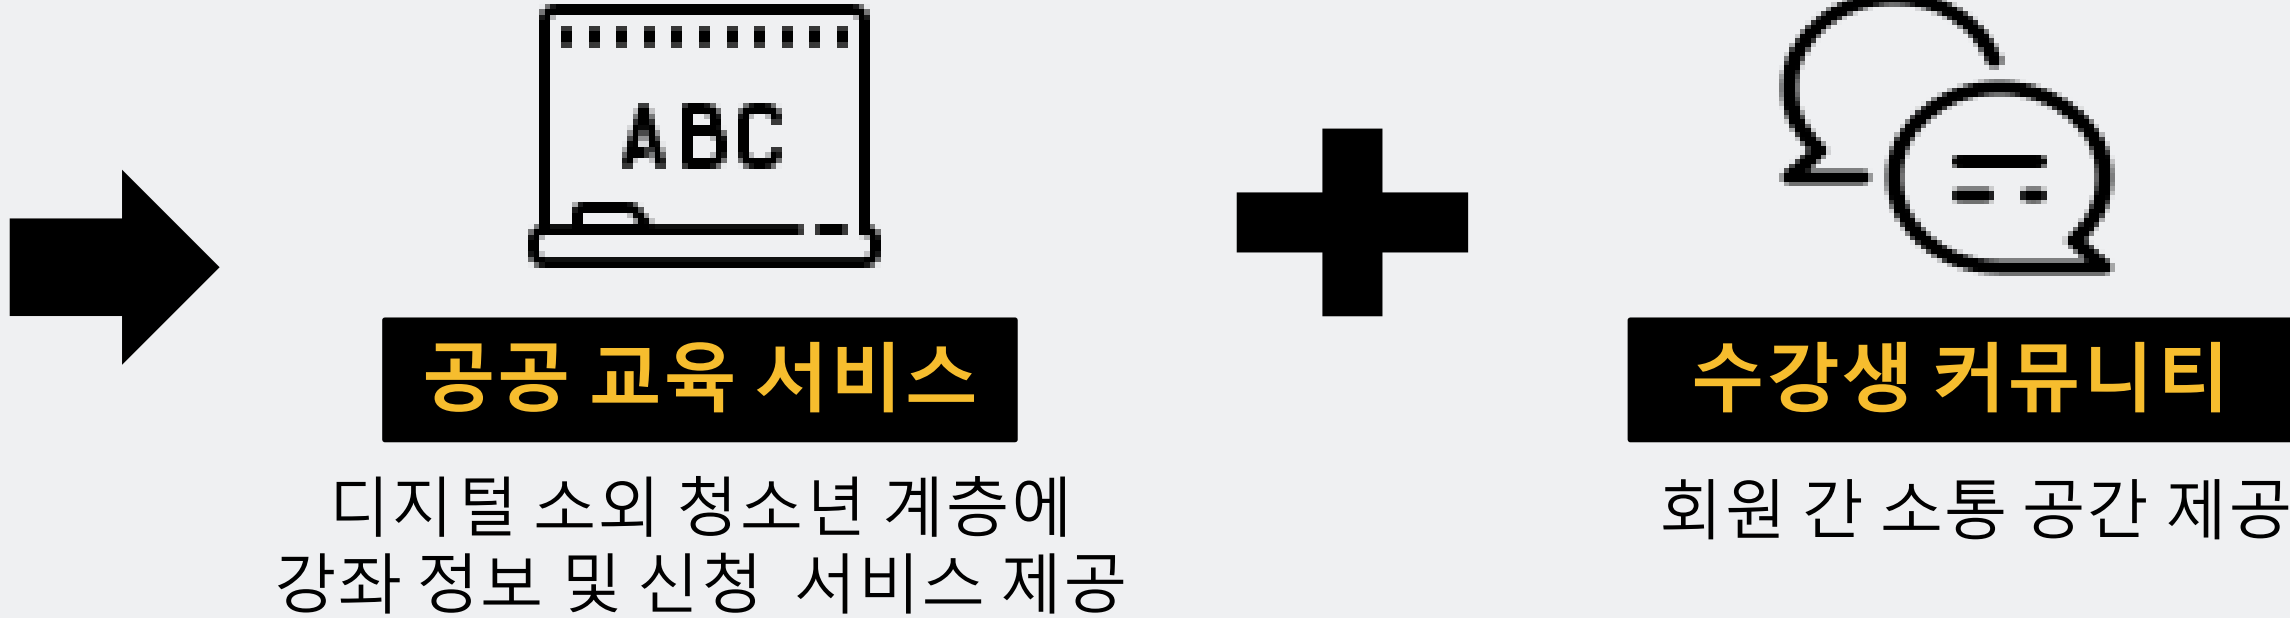 ABC
공공 교육 서비스
디지털 소외 청소년 계층에
강좌 정보 및 신청 서비스 제공
수강생 커뮤니티
회원 간 소통 공간 제공